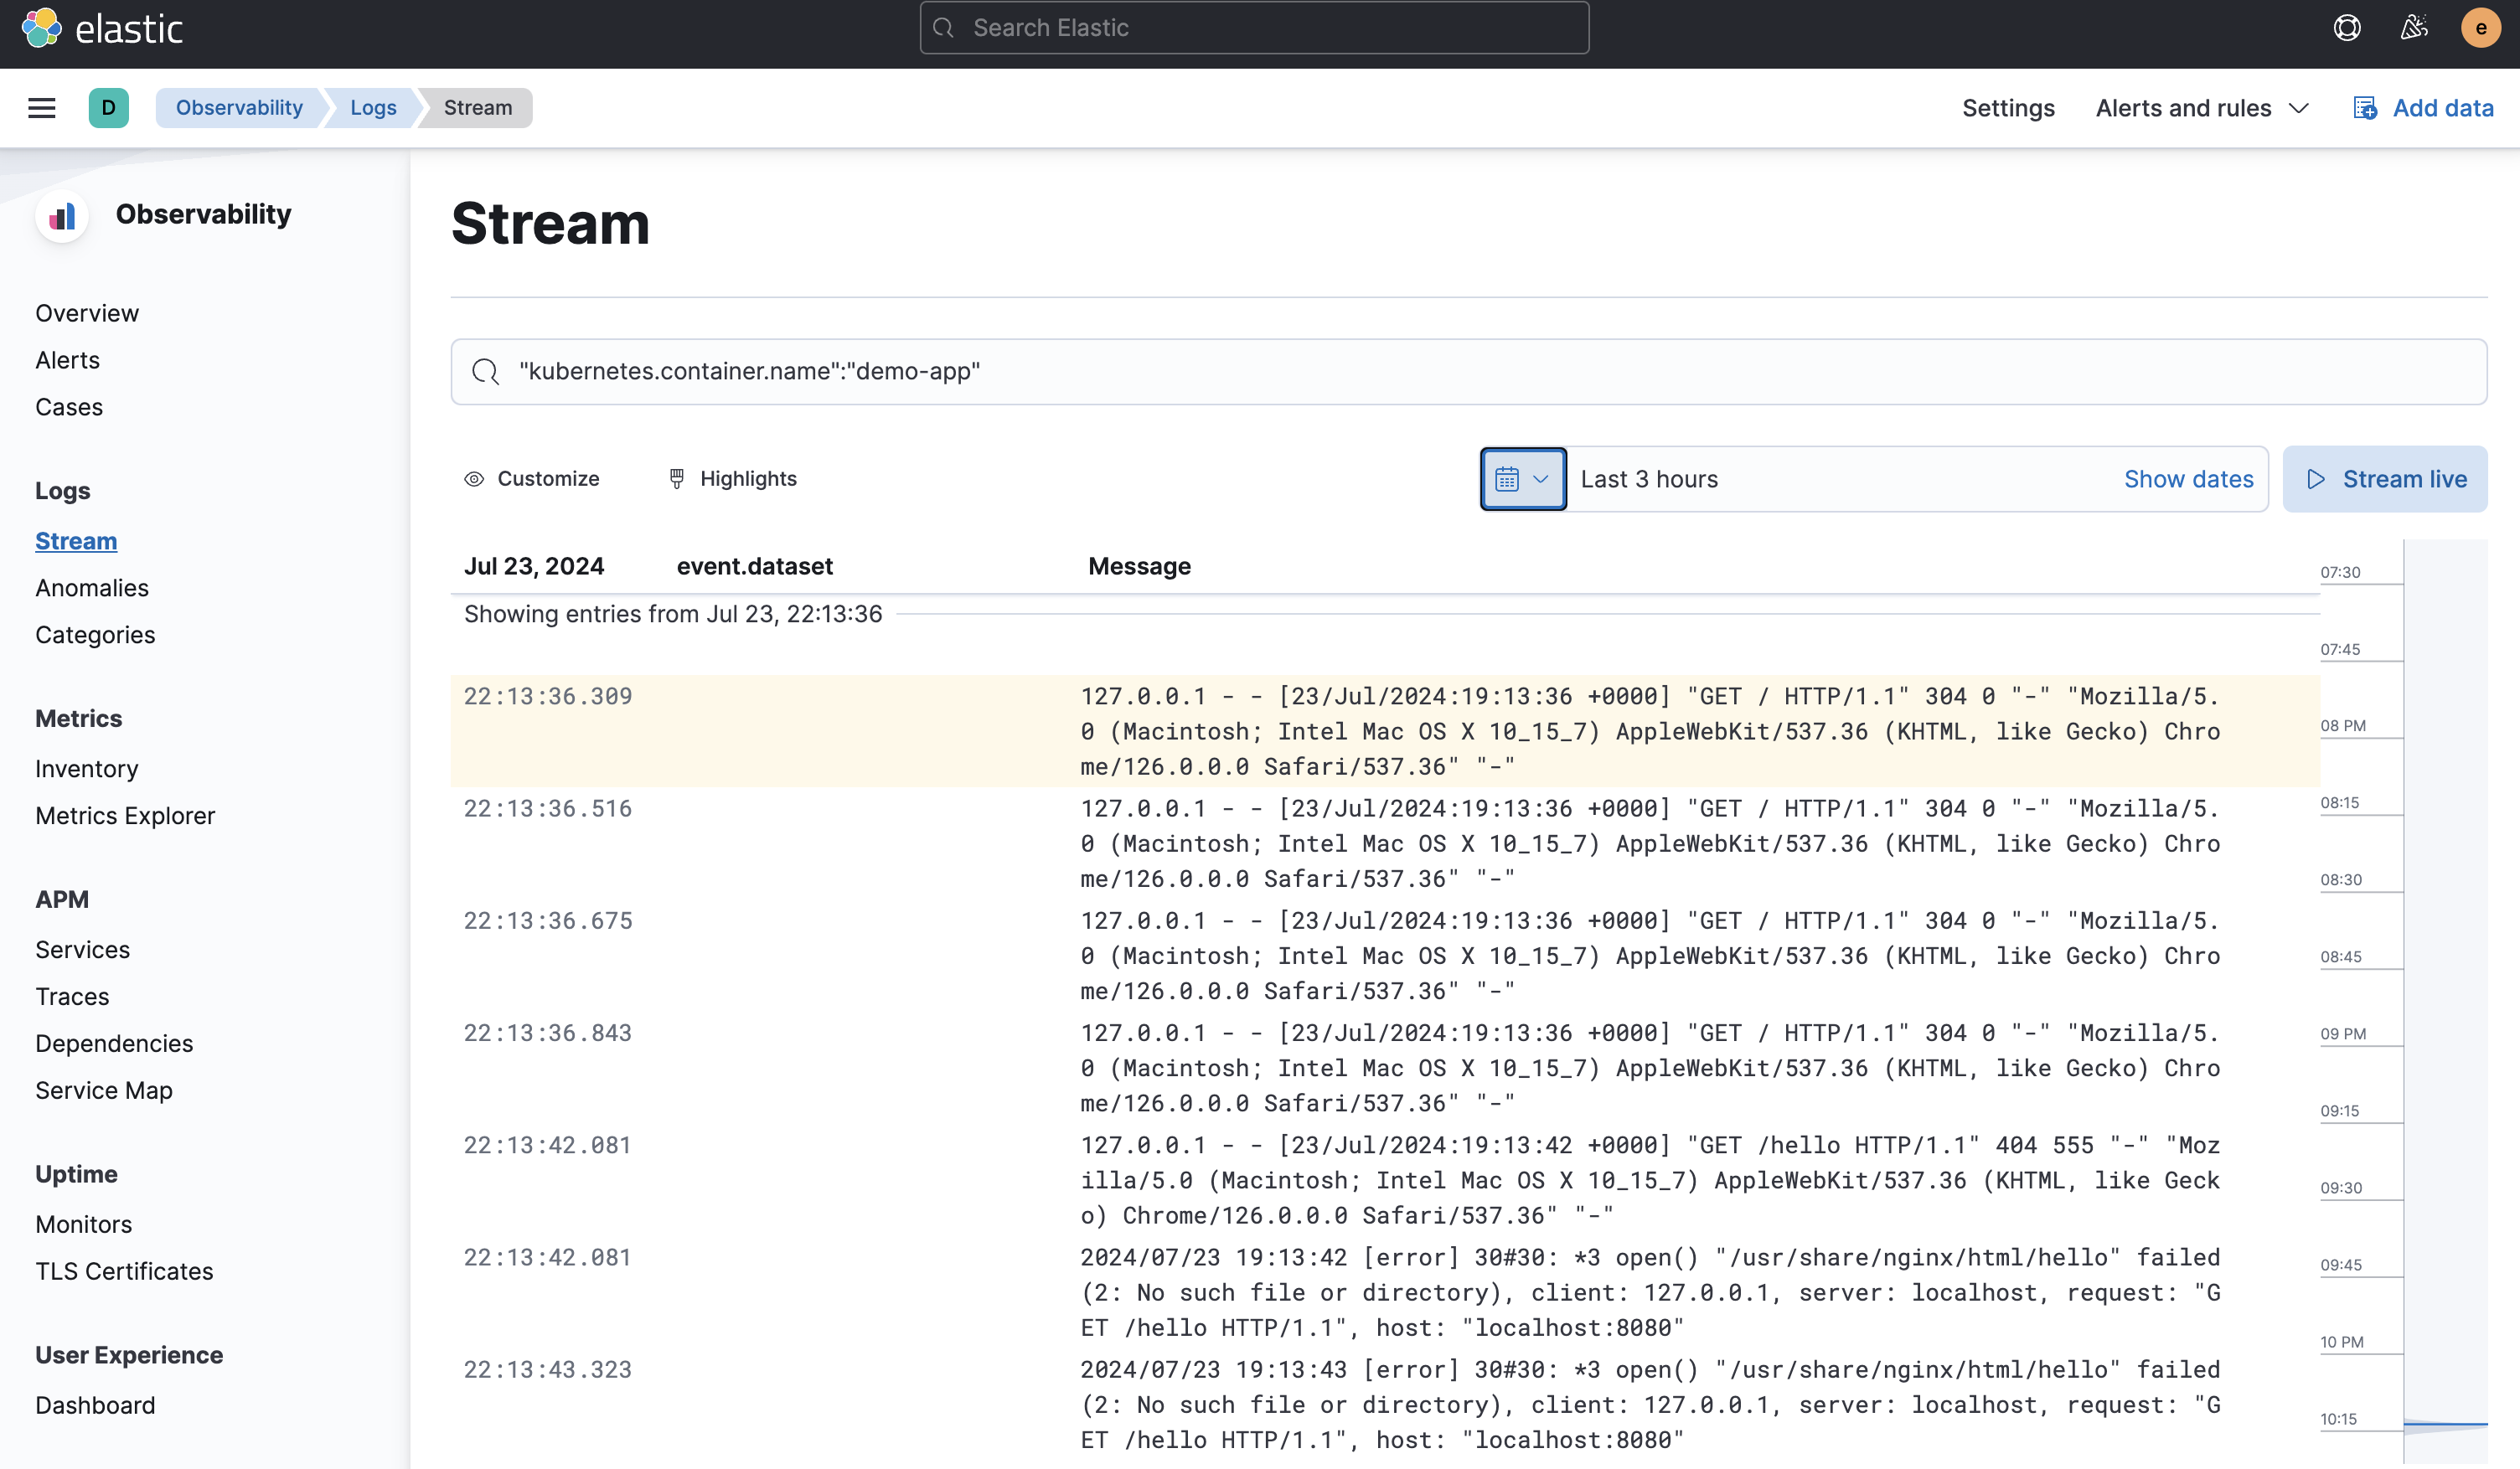 elastic
Search Elastic
e
D
Observability
Logs
Stream
Settings
Alerts and rules
Add data
Observability
Overview
Alerts
Cases
Logs
Stream
Anomalies
Categories
Metrics
Inventory
Metrics Explorer
APM
Services
Traces
Dependencies
Service Map
Uptime
Monitors
TLS Certificates
User Experience
Dashboard
Stream
"kubernetes.container.name":"demo-app"
Customize
Highlights
Last 3 hours
Show dates
Stream live
Jul 23, 2024 event.dataset Message
Showing entries from Jul 23, 22:13:36
22:13:36.309 127.0.0.1 - - [23/Jul/2024:19:13:36 +0000] "GET / HTTP/1.1" 304 0 "-" "Mozilla/5.
0 (Macintosh; Intel Mac OS X 10_15_7) AppleWebKit/537.36 (KHTML, like Gecko) Chro
me/126.0.0.0 Safari/537.36" "-"
22:13:36.516 127.0.0.1 - - [23/Jul/2024:19:13:36 +0000] "GET / HTTP/1.1" 304 0 "-" "Mozilla/5.
0 (Macintosh; Intel Mac OS X 10_15_7) AppleWebKit/537.36 (KHTML, like Gecko) Chro
me/126.0.0.0 Safari/537.36" "-"
22:13:36.675 127.0.0.1 - - [23/Jul/2024:19:13:36 +0000] "GET / HTTP/1.1" 304 0 "-" "Mozilla/5.
0 (Macintosh; Intel Mac OS X 10_15_7) AppleWebKit/537.36 (KHTML, like Gecko) Chro
me/126.0.0.0 Safari/537.36" "-"
22:13:36.843 127.0.0.1 - - [23/Jul/2024:19:13:36 +0000] "GET / HTTP/1.1" 304 0 "-" "Mozilla/5.
0 (Macintosh; Intel Mac OS X 10_15_7) AppleWebKit/537.36 (KHTML, like Gecko) Chro
me/126.0.0.0 Safari/537.36" "-"
22:13:42.081 127.0.0.1 - - [23/Jul/2024:19:13:42 +0000] "GET /hello HTTP/1.1" 404 555 "-" "Moz
illa/5.0 (Macintosh; Intel Mac OS X 10_15_7) AppleWebKit/537.36 (KHTML, like Geck
o) Chrome/126.0.0.0 Safari/537.36" "-"
22:13:42.081 2024/07/23 19:13:42 [error] 30#30: *3 open() "/usr/share/nginx/html/hello" failed
(2: No such file or directory), client: 127.0.0.1, server: localhost, request: "G
ET /hello HTTP/1.1", host: "localhost:8080"
22:13:43.323 2024/07/23 19:13:43 [error] 30#30: *3 open() "/usr/share/nginx/html/hello" failed
(2: No such file or directory), client: 127.0.0.1, server: localhost, request: "G
ET /hello HTTP/1.1", host: "localhost:8080"
07:30
07:45
08 PM
08:15
08:30
08:45
09 PM
09:15
09:30
09:45
10 PM
10:15